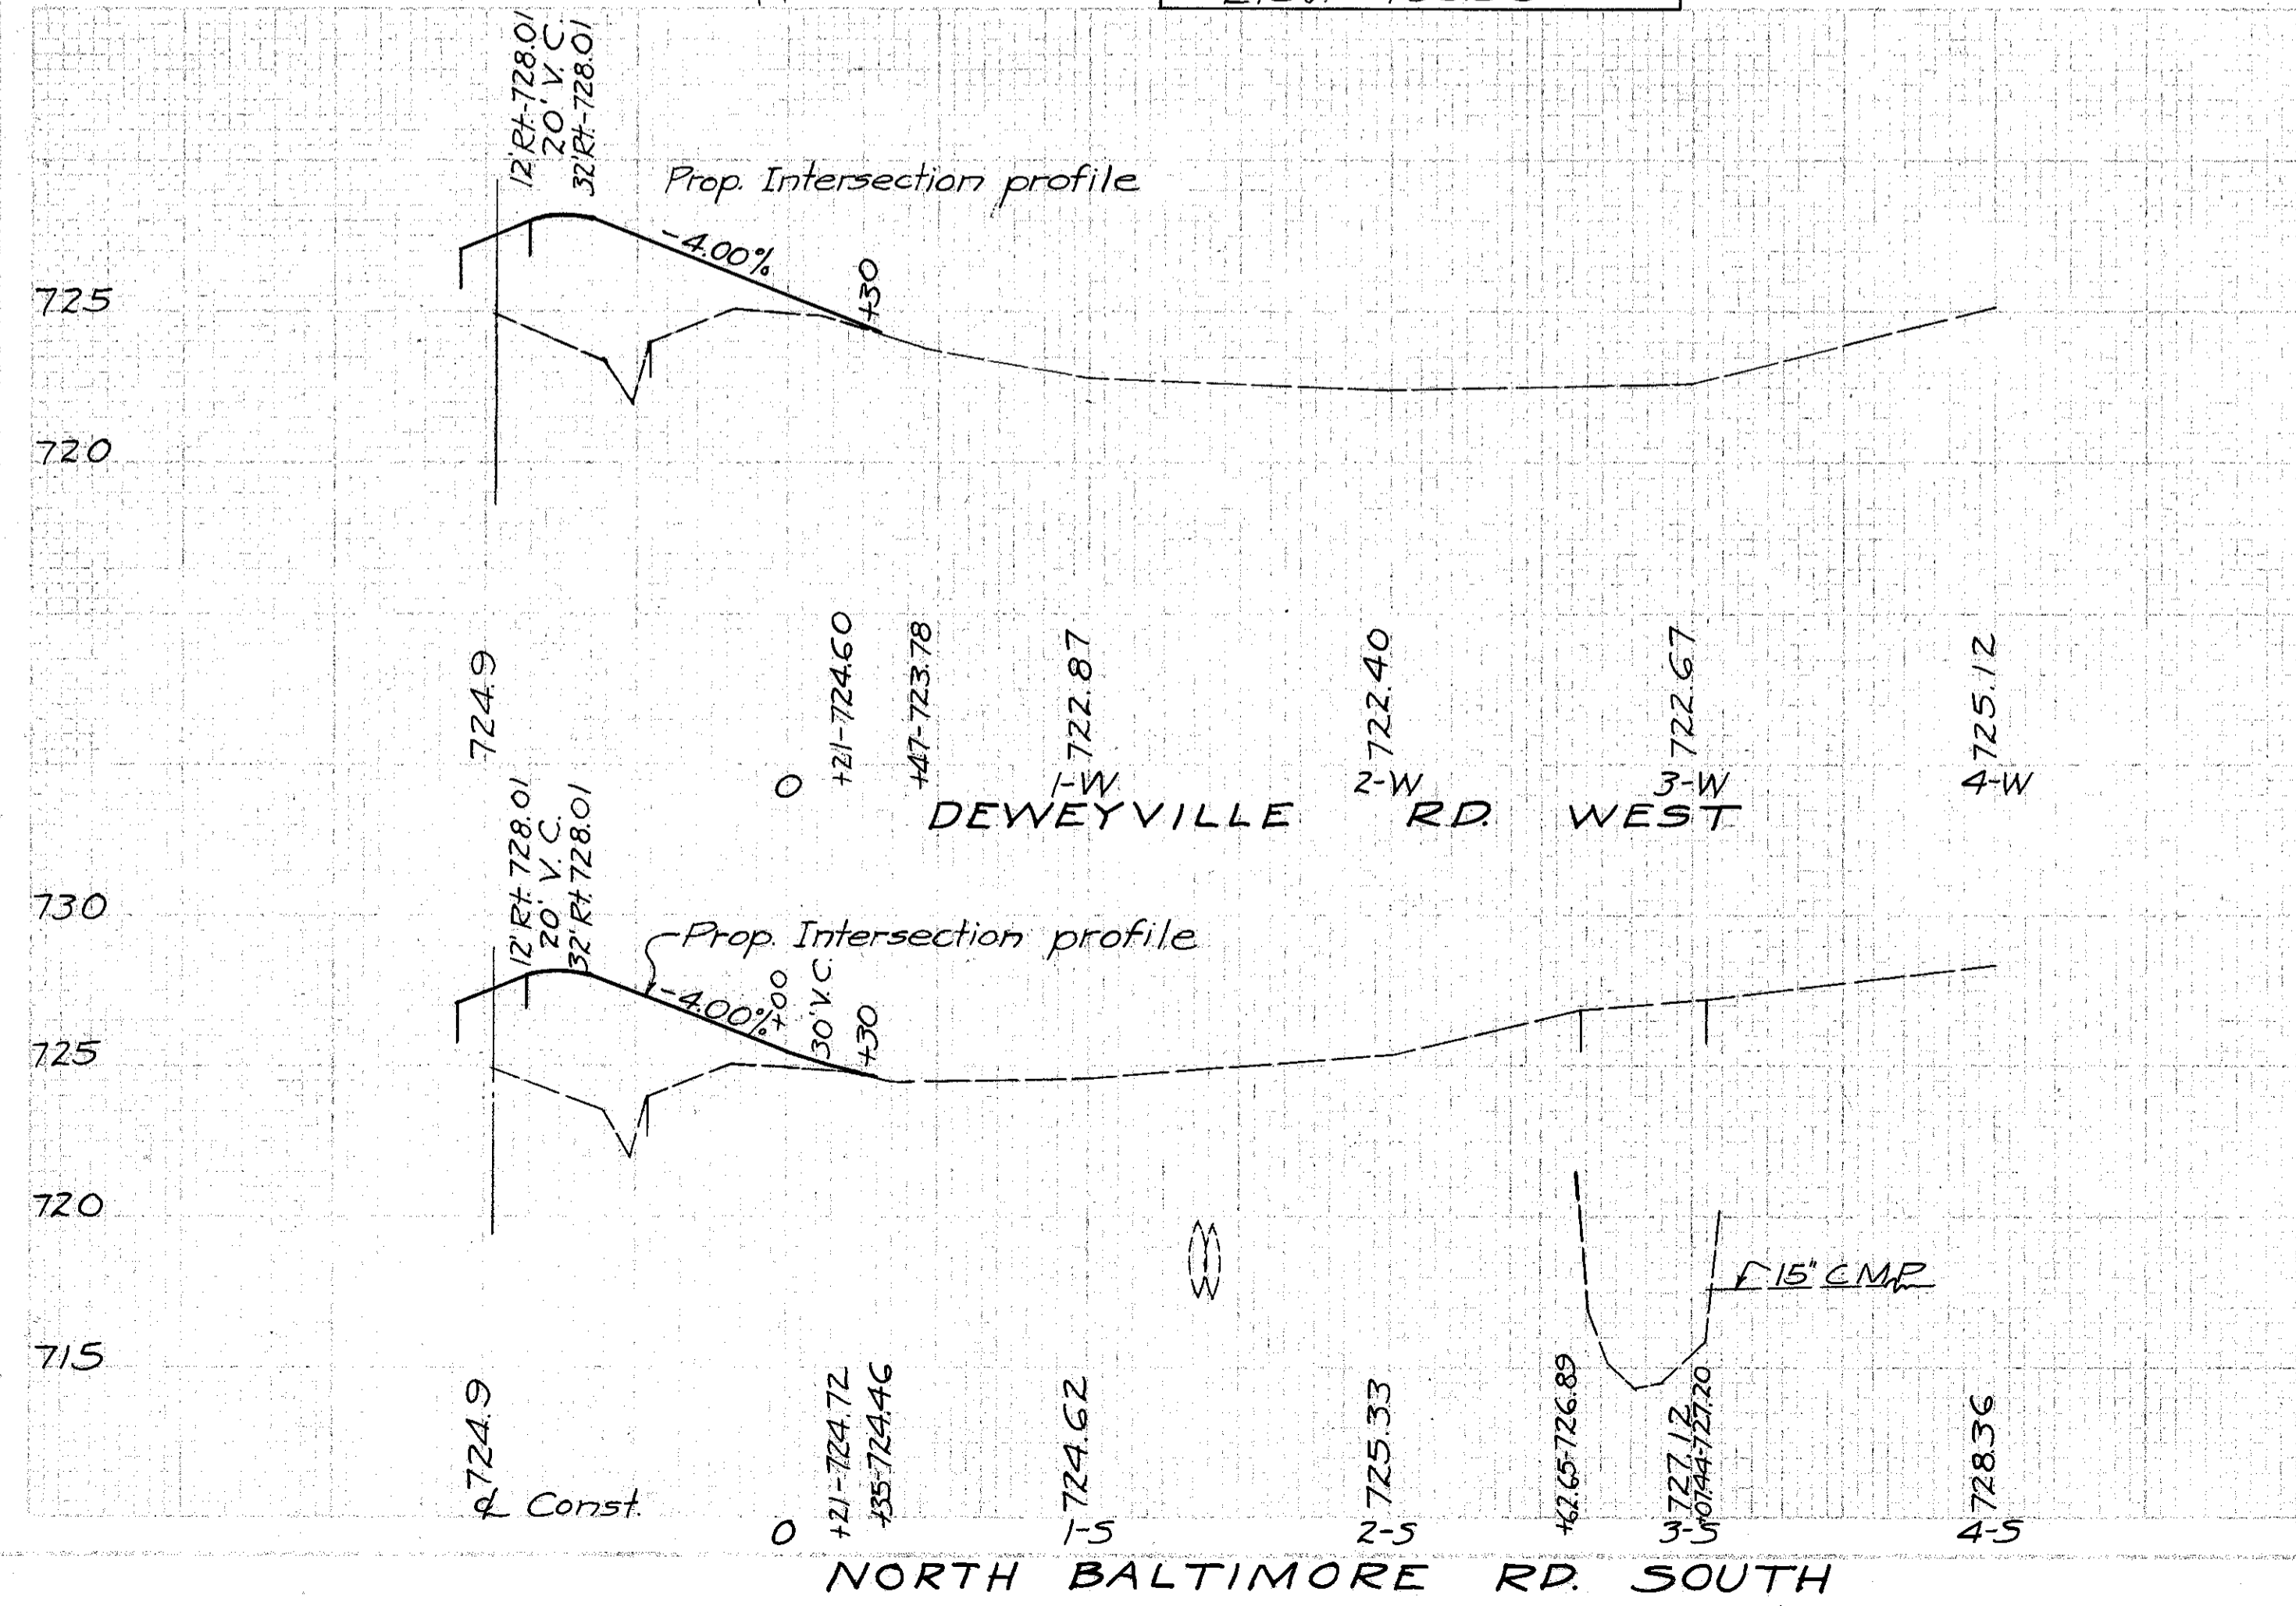 12'Rt.-728.01
20' V. C.
32'Rt.-728.01
Prop. Intersection profile
-4.00%
+30
725
720
724.9
+21-724.60
+47-723.78
722.87
722.40
722.67
725.12
0
1-W
2-W
3-W
4-W
DEWEYVILLE RD. WEST
12' Rt. 728.01
20' V. C.
32' Rt. 728.01
730
Prop. Intersection profile
-4.00%
+00
30' V.C.
+30
725
720
15" CMP
715
724.9
+21-724.72
+35-724.46
724.62
725.33
+62.65-726.89
727.12
+07.44-727.20
728.36
℄ Const.
0
1-S
2-S
3-S
4-S
NORTH BALTIMORE RD. SOUTH